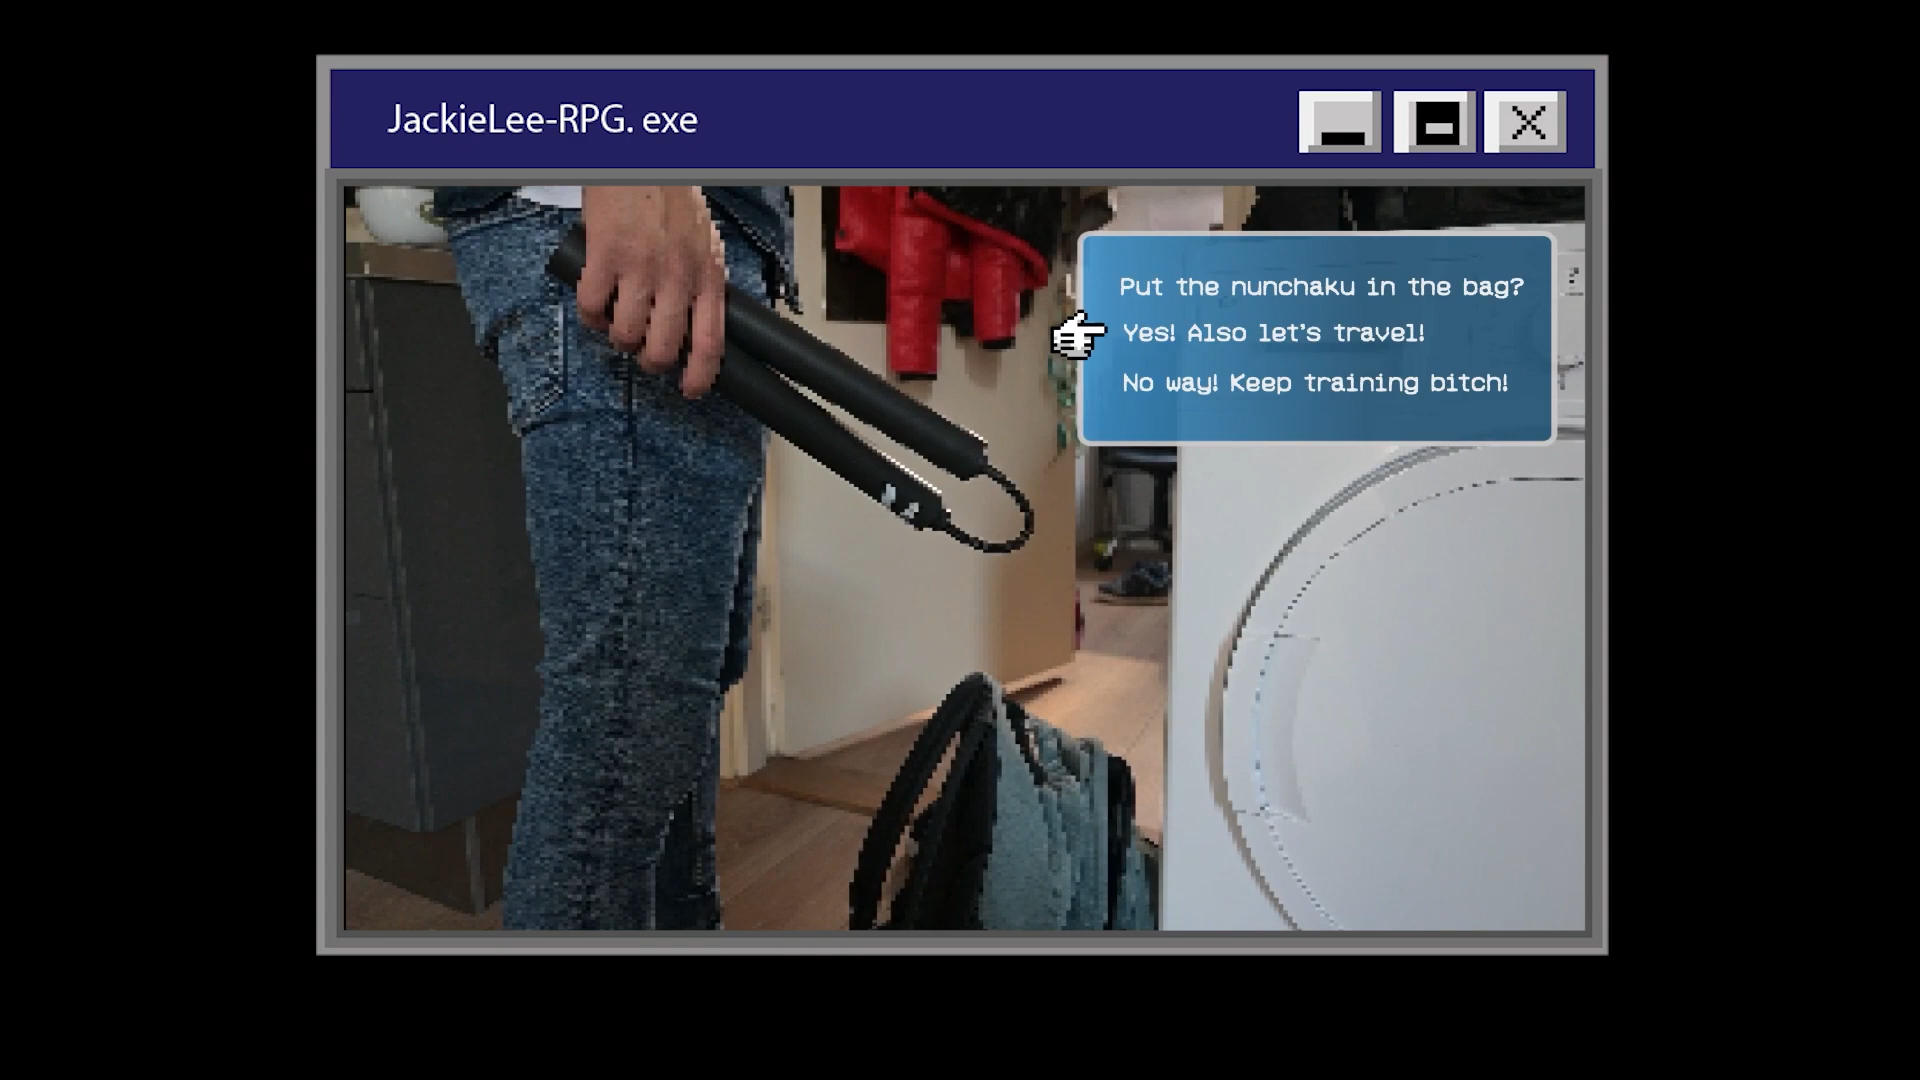 JackieLee-RPG. exe
Put the nunchaku in the bag?
Yes! Also let's travel!
No way! Keep training bitch!